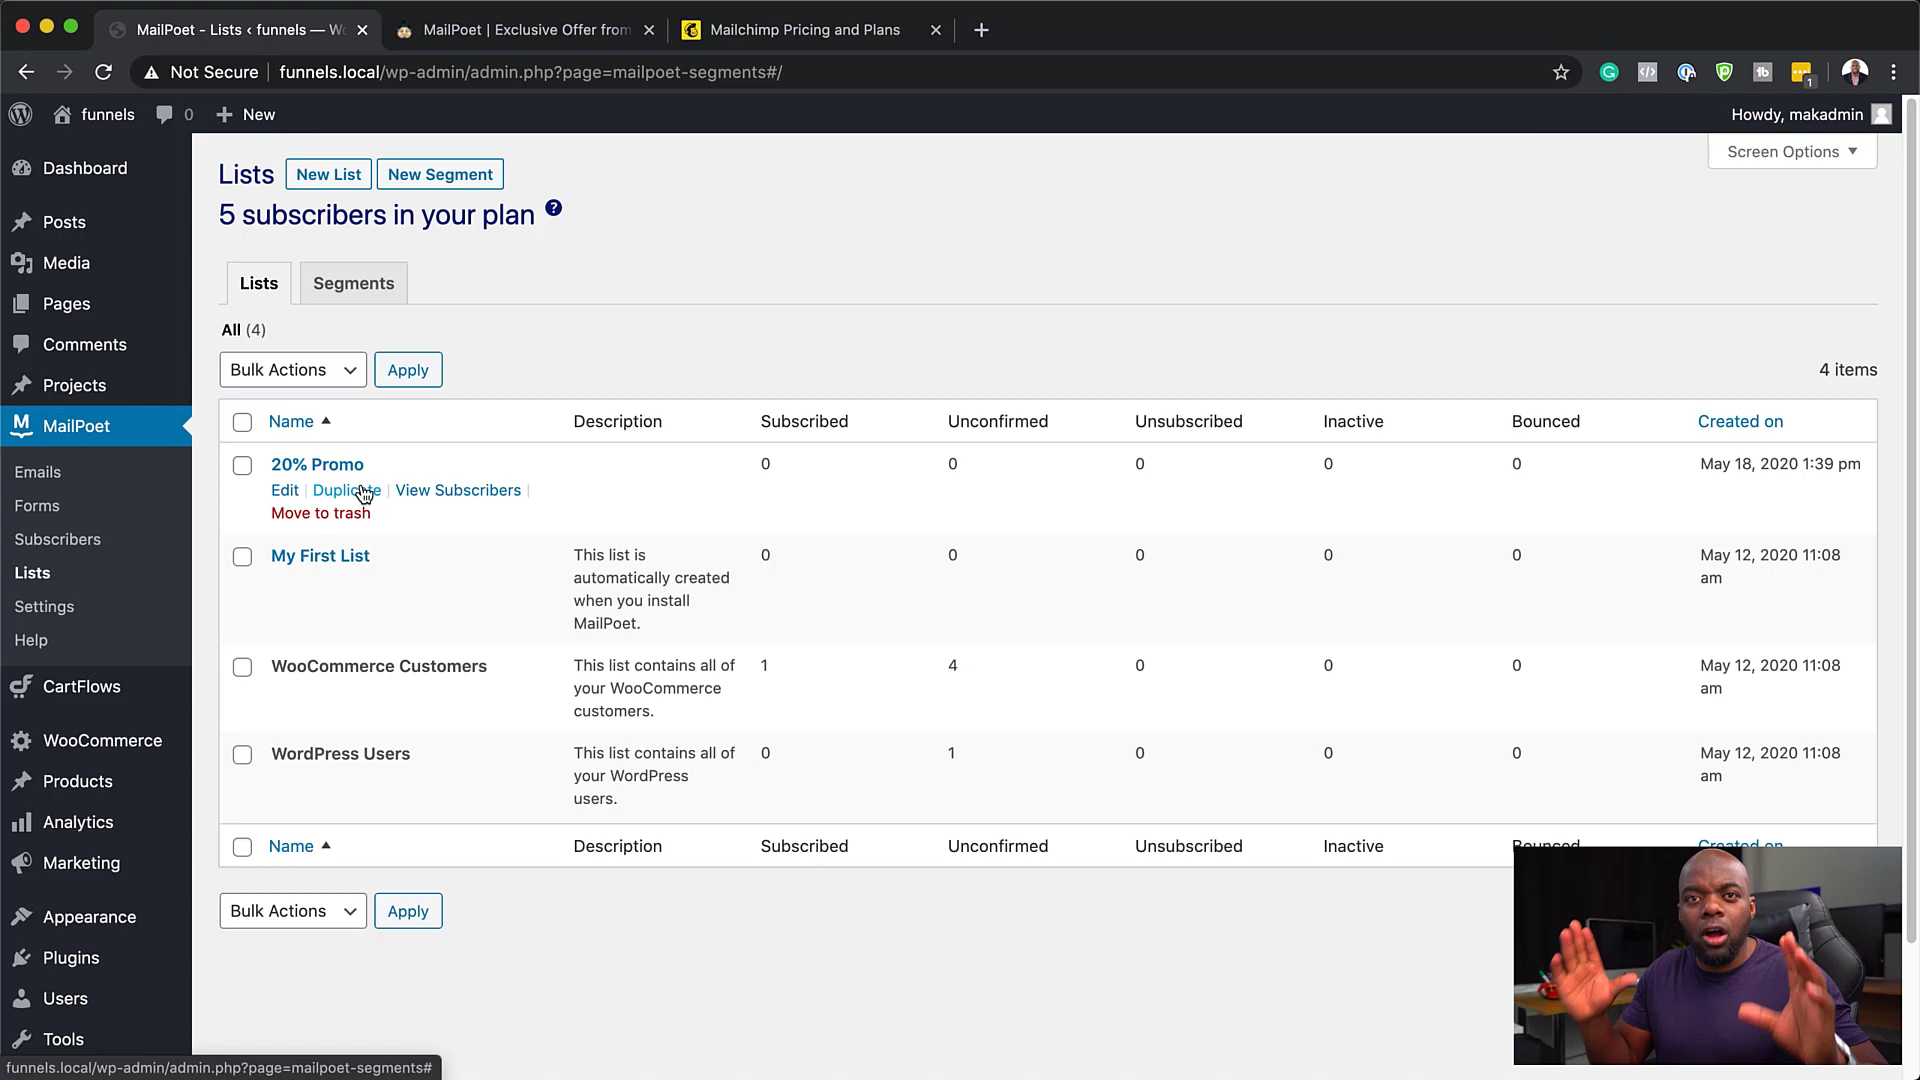 MailPoet - Lists ‹ funnels — Wo
MailPoet | Exclusive Offer from
Mailchimp Pricing and Plans
Not Secure
funnels.local/wp-admin/admin.php?page=mailpoet-segments#/
1
funnels
0
New
Howdy, makadmin
Screen Options
Dashboard
Posts
Media
Pages
Comments
Projects
MailPoet
Emails
Forms
Subscribers
Lists
Settings
Help
CartFlows
WooCommerce
Products
Analytics
Marketing
Appearance
Plugins
Users
Tools
Lists
New List
New Segment
5 subscribers in your plan ?
Lists
Segments
All (4)
Bulk Actions
Apply
4 items
Name Description Subscribed Unconfirmed Unsubscribed Inactive Bounced Created on
20% Promo 0 0 0 0 0 May 18, 2020 1:39 pm
Edit | Duplicate | View Subscribers |
Move to trash
My First List This list is 0 0 0 0 0 May 12, 2020 11:08
automatically created am
when you install
MailPoet.
WooCommerce Customers This list contains all of 1 4 0 0 0 May 12, 2020 11:08
your WooCommerce am
customers.
WordPress Users This list contains all of 0 1 0 0 0 May 12, 2020 11:08
your WordPress am
users.
Name Description Subscribed Unconfirmed Unsubscribed Inactive Bounced Created on
Bulk Actions
Apply
funnels.local/wp-admin/admin.php?page=mailpoet-segments#